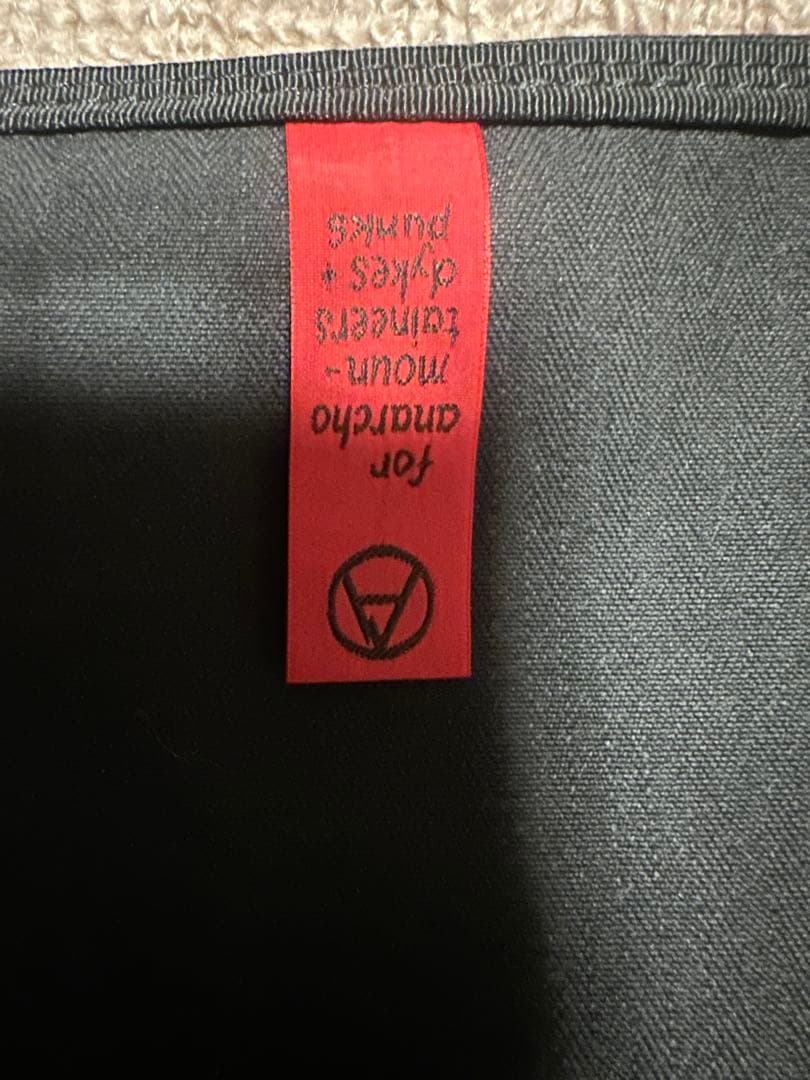 for
anarcho
moun-
taineers
dykes +
punks